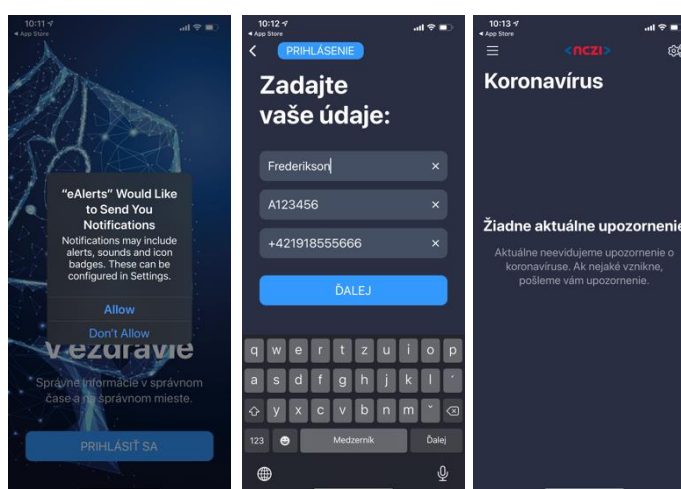 10:11
◄ App Store
"eAlerts" Would Like
to Send You
Notifications
Notifications may include
alerts, sounds and icon
badges. These can be
configured in Settings.
Allow
Don't Allow
V ezdravie
Správne informácie v správnom
čase a na správnom mieste.
PRIHLÁSIŤ SA
10:12
◄ App Store
PRIHLÁSENIE
Zadajte
vaše údaje:
Frederikson
A123456
+421918555666
ĎALEJ
q w e r t z u i o p
a s d f g h j k l ´
y x c v b n m ˇ
123 Medzerník Ďalej
10:13
◄ App Store
<nczi>
Koronavírus
Žiadne aktuálne upozornenie
Aktuálne neevidujeme upozornenie o
koronavíruse. Ak nejaké vznikne,
pošleme vám upozornenie.